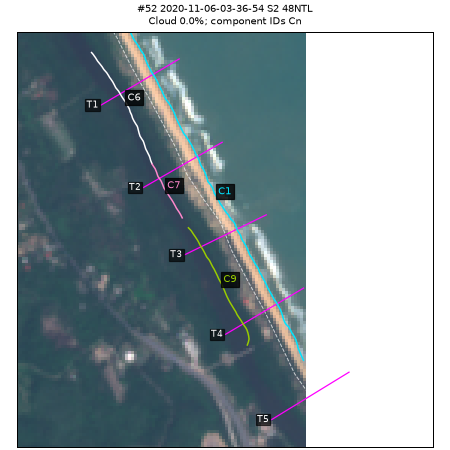 #52 2020-11-06-03-36-54 S2 48NTL
Cloud 0.0%; component IDs Cn
C6
T1
C7
T2
C1
T3
C9
T4
T5